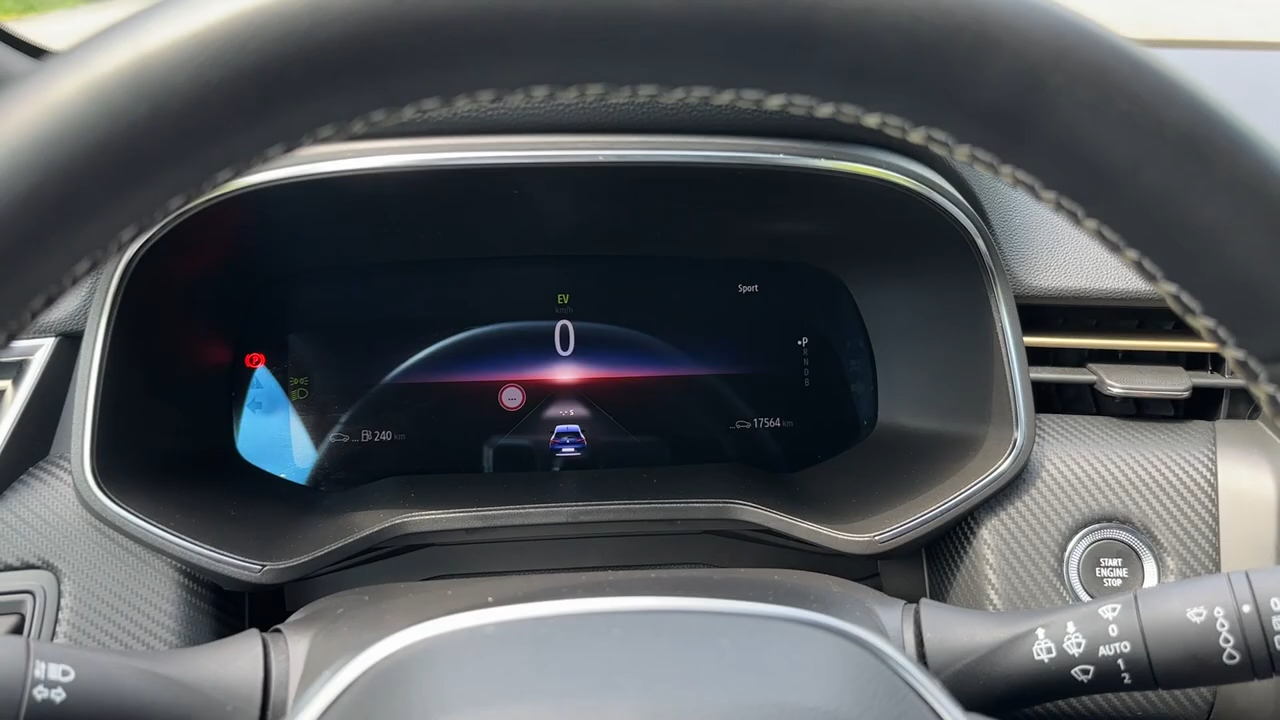 Sport
EV
km/h
0
P
R
N
D
B
(P)
...
-,- s
... 240 km
... 17564 km
START
ENGINE
STOP
0
AUTO
1
2